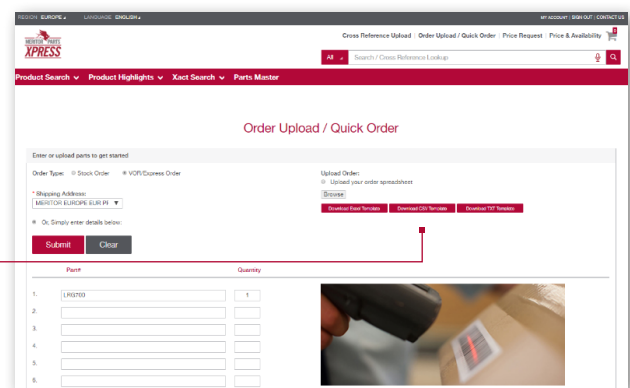 REGION EUROPE LANGUAGE ENGLISH
MY ACCOUNT | SIGN OUT | CONTACT US
MERITOR PARTS
XPRESS
Cross Reference Upload | Order Upload / Quick Order | Price Request | Price & Availability
All Search / Cross Reference Lookup
Product Search Product Highlights Xact Search Parts Master
Order Upload / Quick Order
Enter or upload parts to get started
Order Type: Stock Order VOR/Express Order
Upload Order:
Upload your order spreadsheet
* Shipping Address:
MERITOR EUROPE EUR PF
Browse
Download Excel Template Download CSV Template Download TXT Template
Or, Simply enter details below:
Submit Clear
Part# Quantity
1. LRG700 1
2.
3.
4.
5.
6.